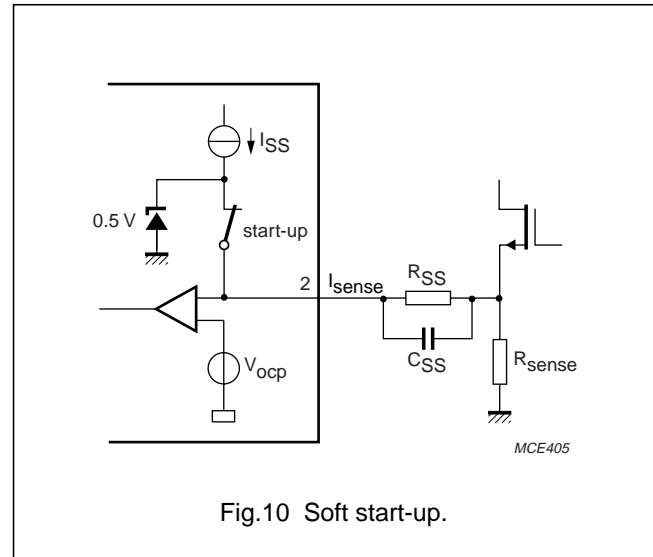 I_SS
0.5 V
start-up
2
I_sense
R_SS
C_SS
V_ocp
R_sense
MCE405
Fig.10 Soft start-up.